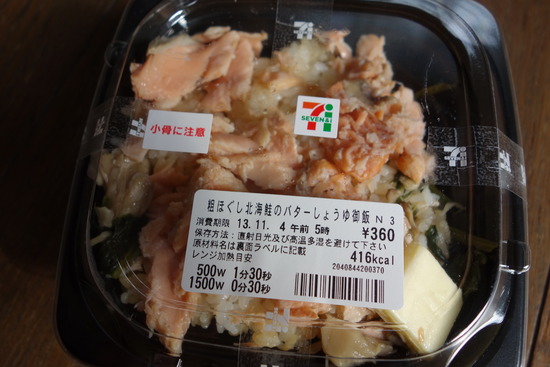 小骨に注意
7
SEVEN&i
粗ほぐし北海鮭のバターしょうゆ御飯 N 3
消費期限 13.11. 4 午前 5時 ¥360
保存方法:直射日光及び高温多湿を避けて下さい
原材料名は裏面ラベルに記載 416kcal
レンジ加熱目安 2040844200370
500W 1分30秒
1500W 0分30秒